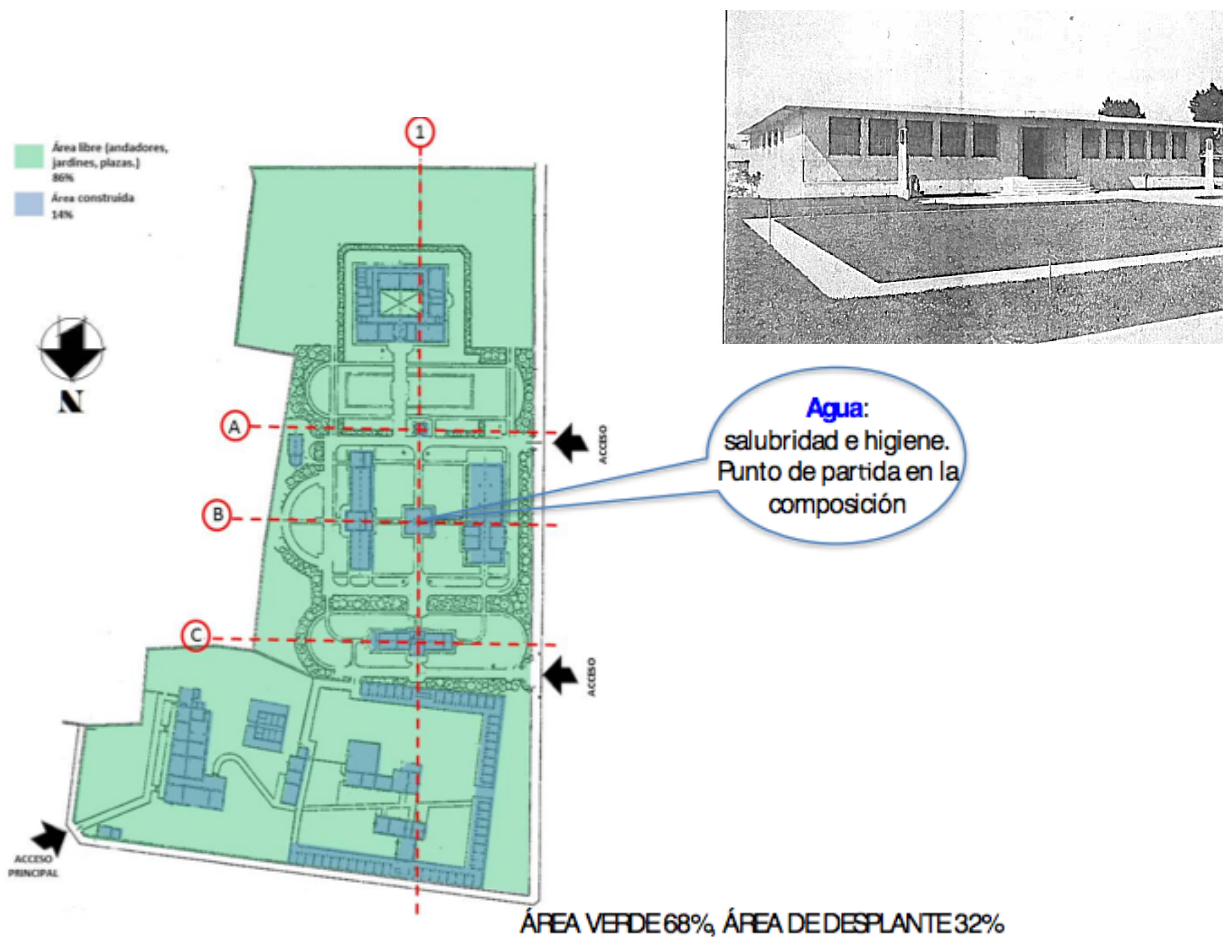 1
Área libre (andadores,
jardines, plazas.)
86%
Área construida
14%
N
A
ACCESO
Agua:
salubridad e higiene.
Punto de partida en la
composición
B
C
ACCESO
ACCESO
PRINCIPAL
ÁREA VERDE 68%, ÁREA DE DESPLANTE 32%